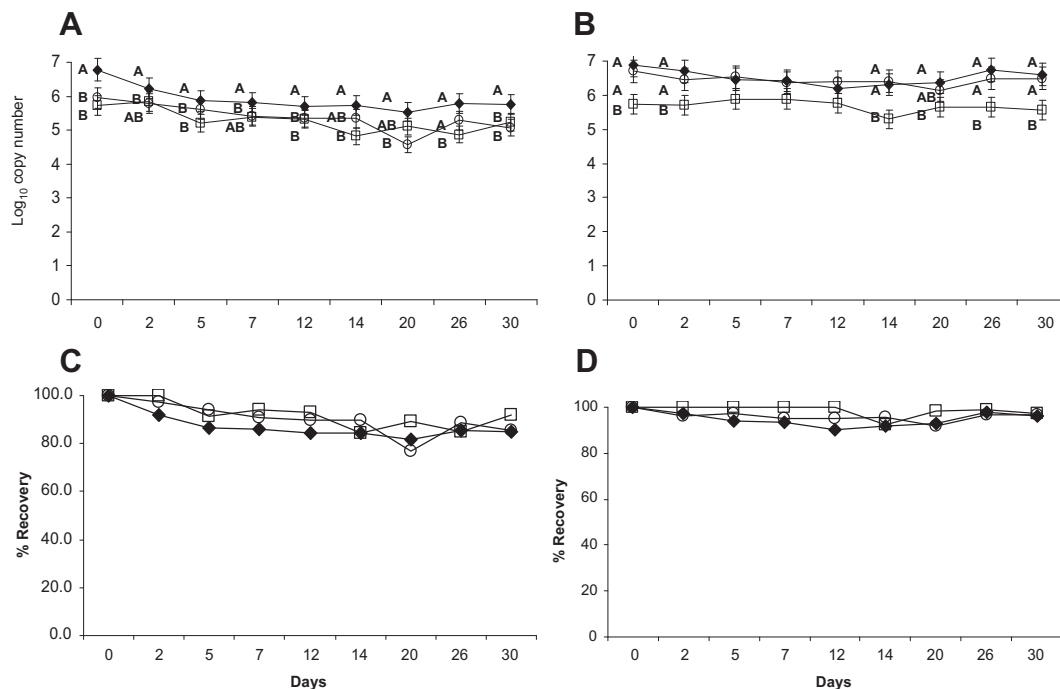 A
Log₁₀ copy number
7
6
5
4
3
2
1
0
A A A A A A A A A
B B B B B AB AB A B
B AB B AB B B B B B
0 2 5 7 12 14 20 26 30
B
7
6
5
4
3
2
1
0
A A A A A A
A A A AB A A
B B B B B B
0 2 5 7 12 14 20 26 30
C
% Recovery
100.0
80.0
60.0
40.0
20.0
0.0
0 2 5 7 12 14 20 26 30
Days
D
% Recovery
100
80
60
40
20
0
0 2 5 7 12 14 20 26 30
Days